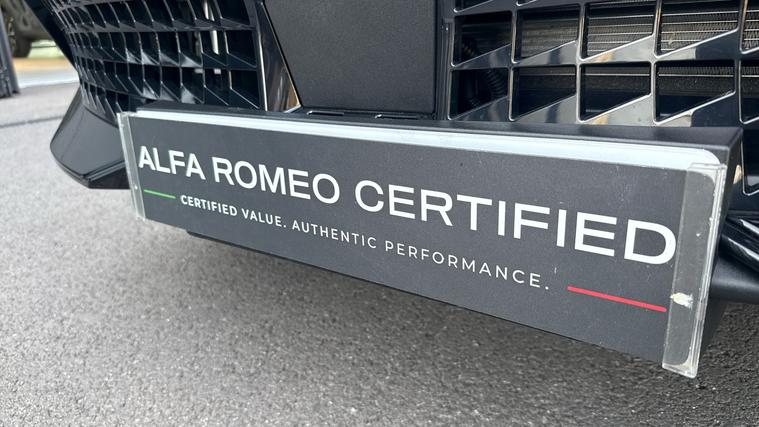 ALFA ROMEO CERTIFIED
CERTIFIED VALUE. AUTHENTIC PERFORMANCE.